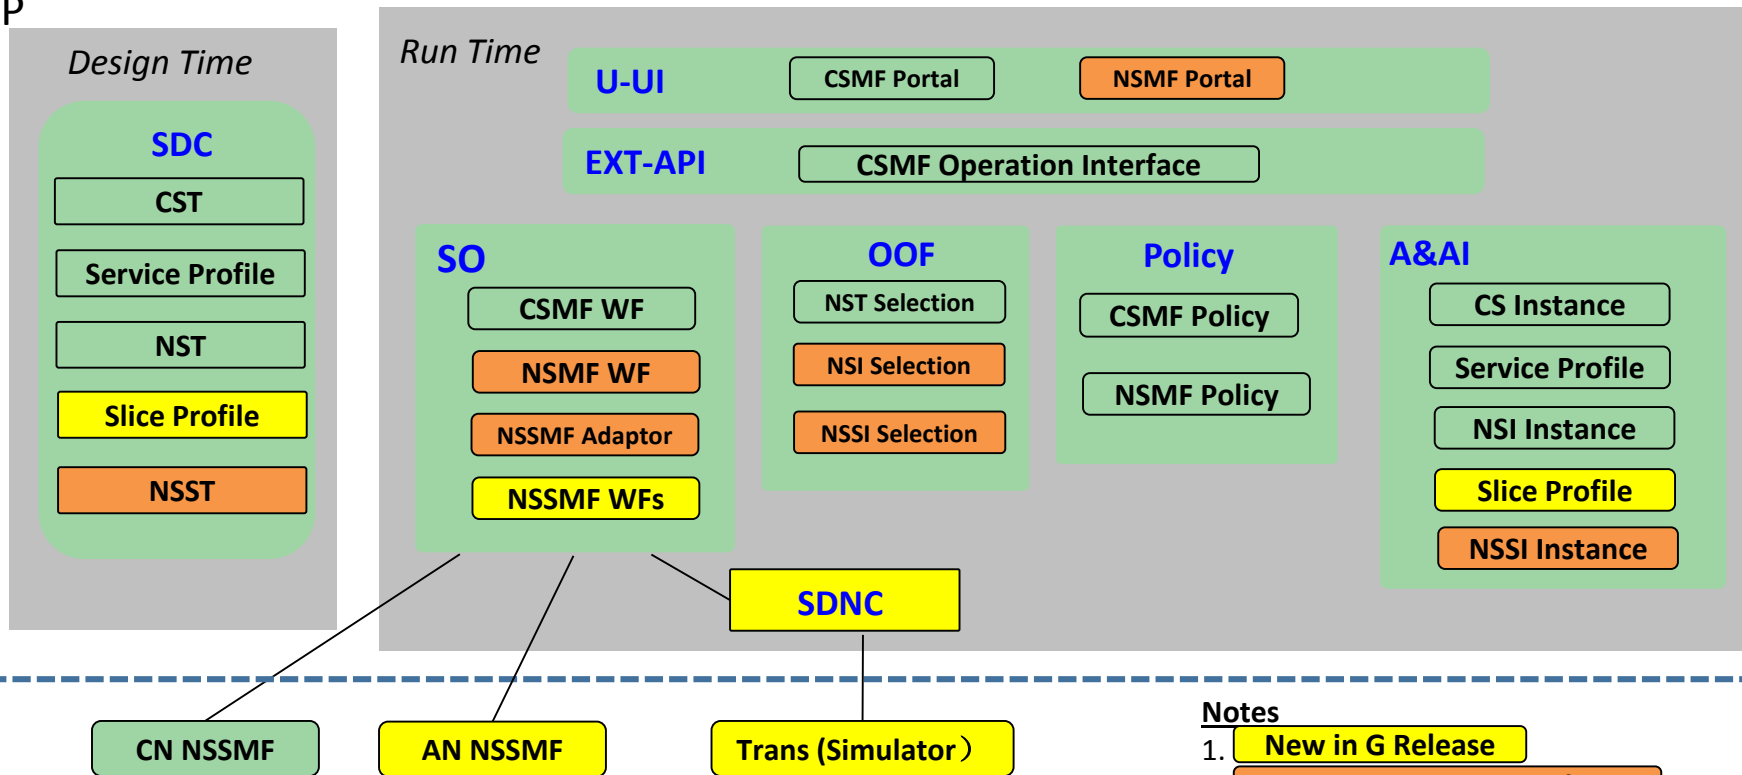 P
Design Time
SDC
CST
Service Profile
NST
Slice Profile
NSST
Run Time
U-UI
CSMF Portal
NSMF Portal
EXT-API
CSMF Operation Interface
SO
CSMF WF
NSMF WF
NSSMF Adaptor
NSSMF WFs
OOF
NST Selection
NSI Selection
NSSI Selection
Policy
CSMF Policy
NSMF Policy
A&AI
CS Instance
Service Profile
NSI Instance
Slice Profile
NSSI Instance
SDNC
CN NSSMF
AN NSSMF
Trans (Simulator）
Notes
1. New in G Release